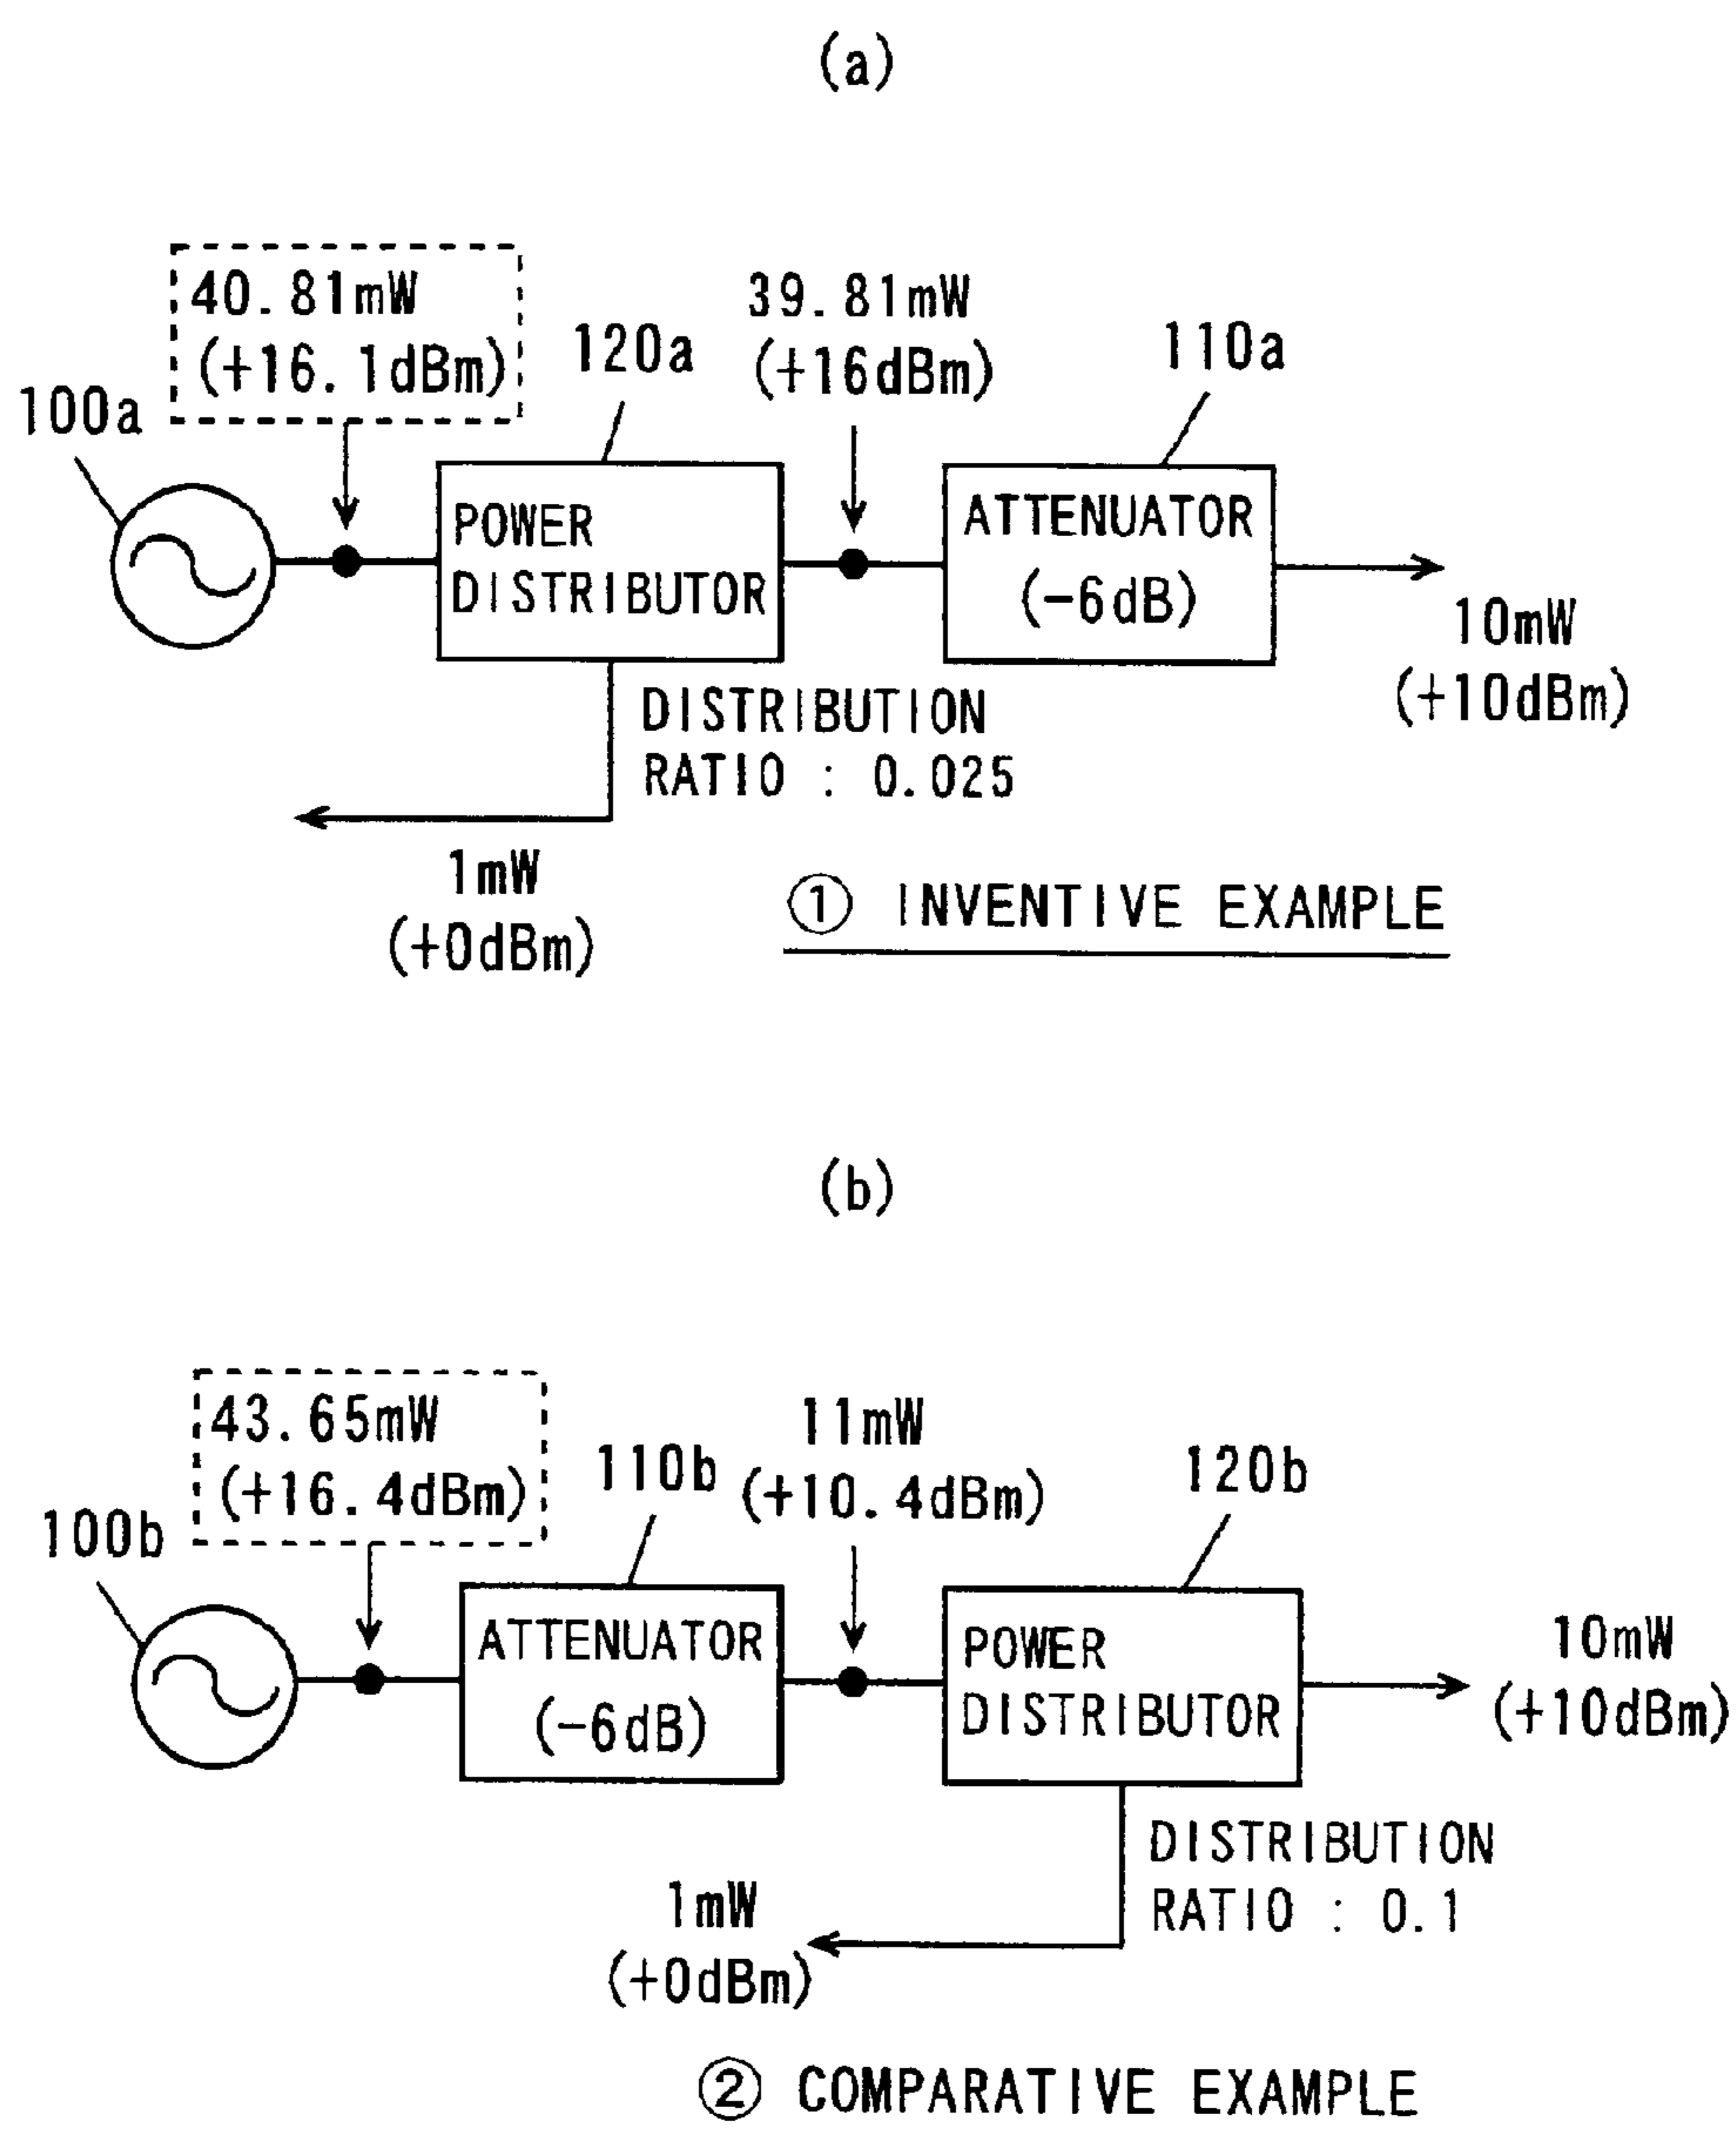 (a)
40.81mW
(+16.1dBm)
39.81mW
(+16dBm)
120a
110a
100a
POWER
DISTRIBUTOR
ATTENUATOR
(-6dB)
10mW
(+10dBm)
DISTRIBUTION
RATIO : 0.025
1mW
(+0dBm)
① INVENTIVE EXAMPLE
(b)
43.65mW
(+16.4dBm)
11mW
(+10.4dBm)
110b
120b
100b
ATTENUATOR
(-6dB)
POWER
DISTRIBUTOR
10mW
(+10dBm)
DISTRIBUTION
RATIO : 0.1
1mW
(+0dBm)
② COMPARATIVE EXAMPLE